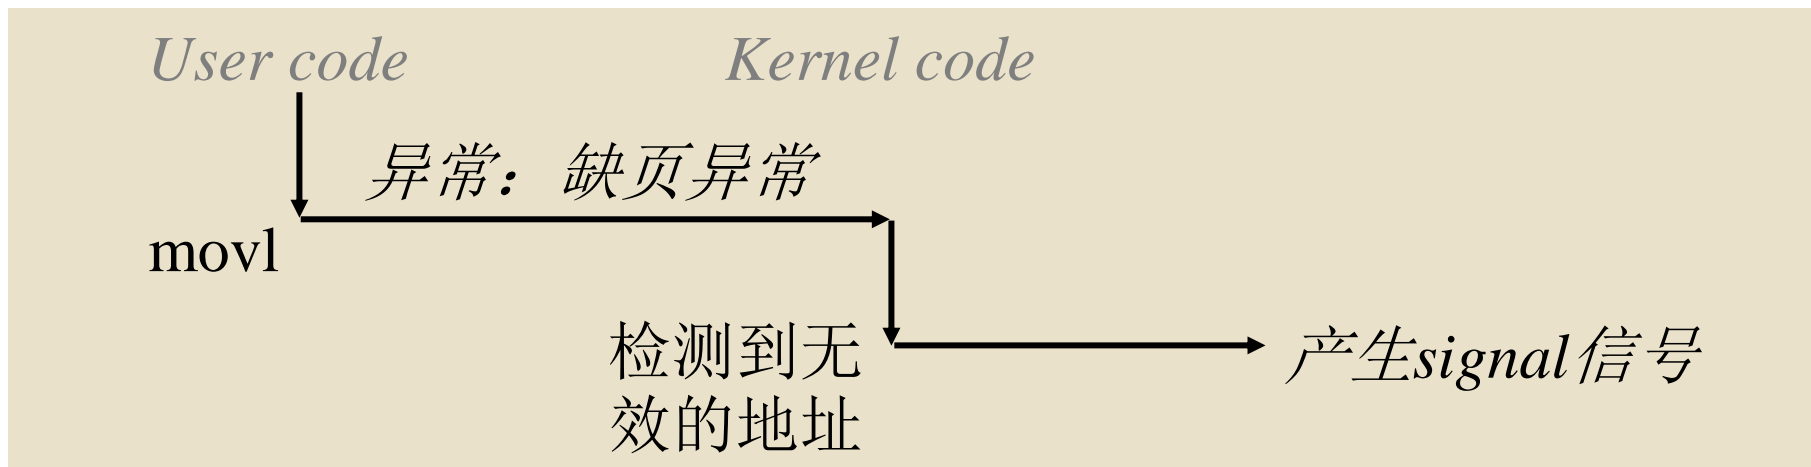 User code
Kernel code
异常：缺页异常
movl
检测到无
效的地址
产生signal信号